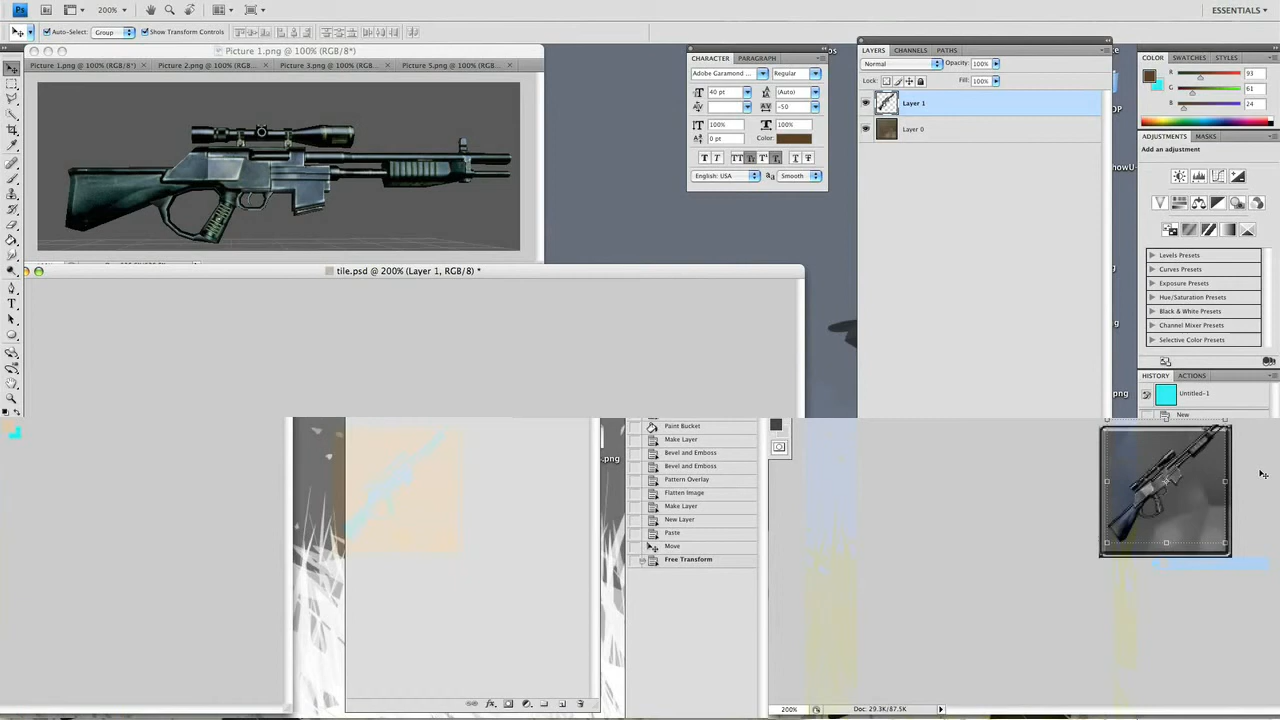 Ps Br 200% ESSENTIALS
Auto-Select: Group Show Transform Controls
Picture 1.png @ 100% (RGB/8*)
Picture 1.png @ 100% (RGB/8*) Picture 2.png @ 100% (RGB/8... Picture 3.png @ 100% (RGB/8... Picture 5.png @ 100% (RGB/8...
tile.psd @ 200% (Layer 1, RGB/8) *
CHARACTER PARAGRAPH
Adobe Garamond ... Regular
40 pt (Auto)
-50
100% 100%
0 pt Color:
English: USA Smooth
LAYERS CHANNELS PATHS
Normal Opacity: 100%
Lock: Fill: 100%
Layer 1
Layer 0
COLOR SWATCHES STYLES
R 93
G 61
B 24
ADJUSTMENTS MASKS
Add an adjustment
Levels Presets
Curves Presets
Exposure Presets
Hue/Saturation Presets
Black & White Presets
Channel Mixer Presets
Selective Color Presets
HISTORY ACTIONS
Untitled-1
New
Paint Bucket
Make Layer
Bevel and Emboss
Bevel and Emboss
Pattern Overlay
Flatten Image
Make Layer
New Layer
Paste
Move
Free Transform
.png
200% Doc: 29.3K/87.5K